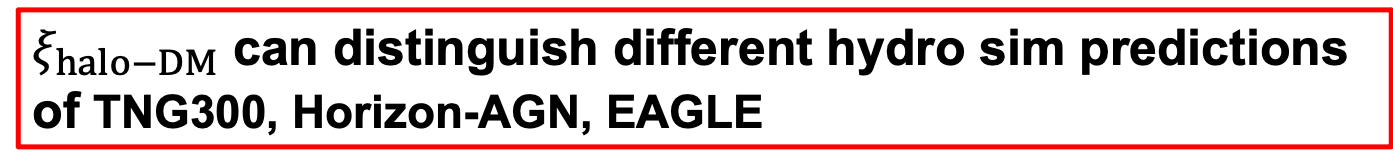 ξhalo−DM can distinguish different hydro sim predictions
of TNG300, Horizon-AGN, EAGLE